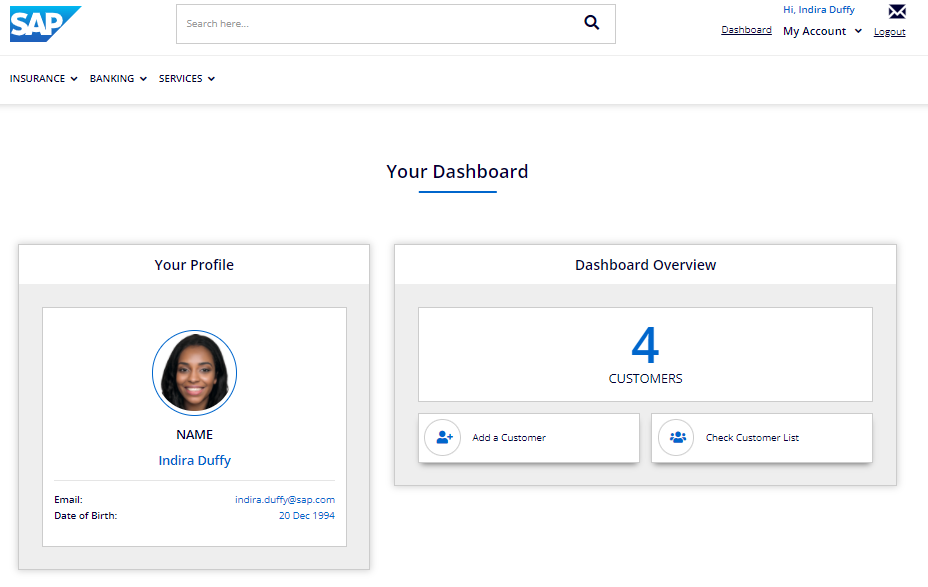 SAP
Search here...
Hi, Indira Duffy
Dashboard
My Account
Logout
INSURANCE
BANKING
SERVICES
Your Dashboard
Your Profile
NAME
Indira Duffy
Email: indira.duffy@sap.com
Date of Birth: 20 Dec 1994
Dashboard Overview
4
CUSTOMERS
Add a Customer
Check Customer List